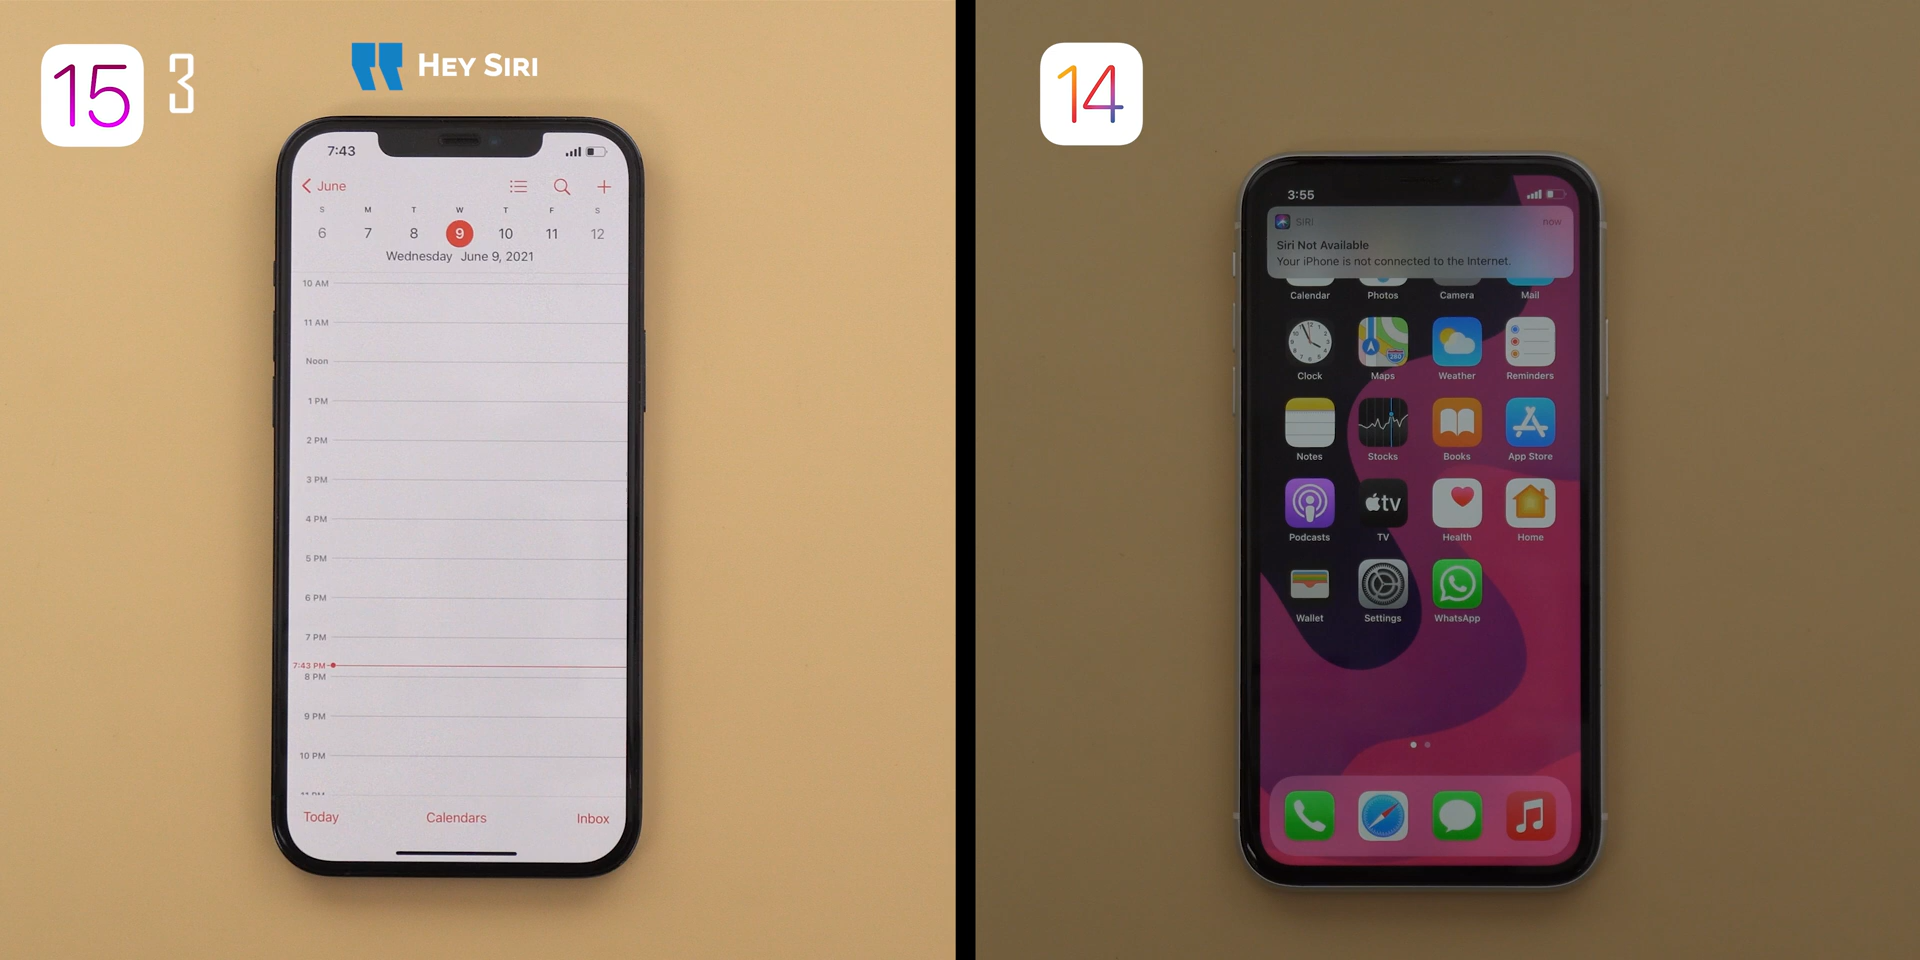 15 3
HEY SIRI
7:43
June
S M T W T F S
6 7 8 9 10 11 12
Wednesday June 9, 2021
10 AM
11 AM
Noon
1 PM
2 PM
3 PM
4 PM
5 PM
6 PM
7 PM
7:43 PM
8 PM
9 PM
10 PM
Today Calendars Inbox
14
3:55
SIRI now
Siri Not Available
Your iPhone is not connected to the Internet.
Calendar Photos Camera Mail
Clock Maps Weather Reminders
Notes Stocks Books App Store
tv
Podcasts TV Health Home
Wallet Settings WhatsApp